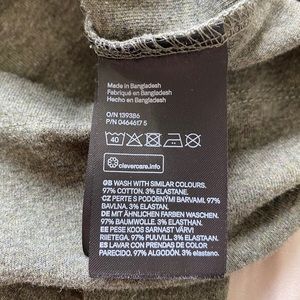 Made in Bangladesh
Fabriqué en Bangladesh
Hecho en Bangladesh
O/N 139386
P/N 0464617 5
40
clevercare.info
GB WASH WITH SIMILAR COLOURS.
97% COTTON, 3% ELASTANE.
CZ PERTE S PODOBNÝMI BARVAMI. 97%
BAVLNA, 3% ELASTAN.
DE MIT ÄHNLICHEN FARBEN WASCHEN.
97% BAUMWOLLE, 3% ELASTHAN.
EE PESE KOOS SARNAST VÄRVI
RIIETEGA. 97% PUUVILL, 3% ELASTAAN.
ES LAVAR CON PRENDAS DE COLOR
PARECIDO. 97% ALGODÓN, 3% elastano.